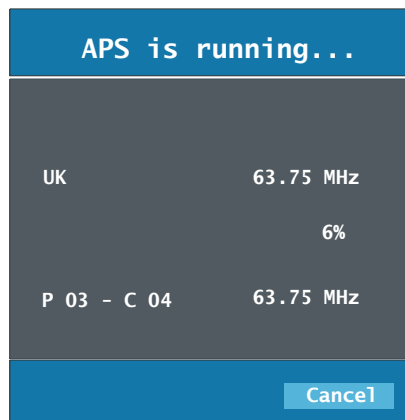 APS is running...
UK 63.75 MHz
6%
P 03 - C 04 63.75 MHz
Cancel